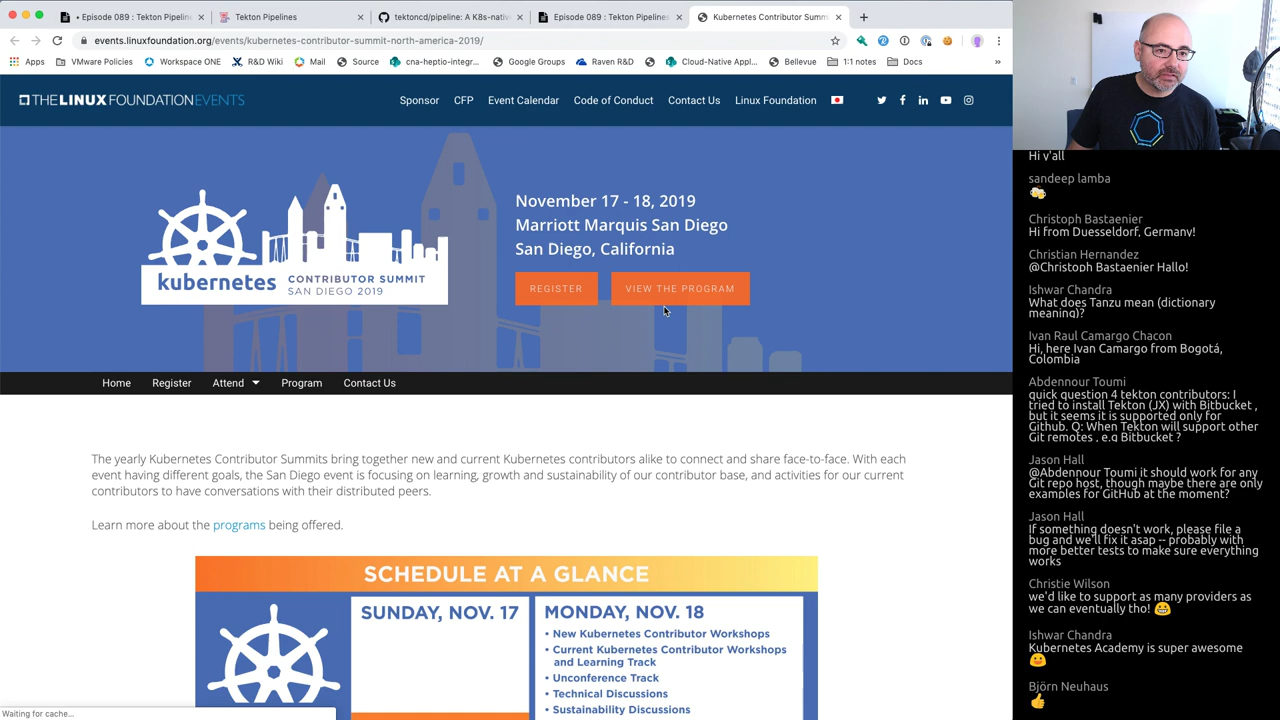 • Episode 089 : Tekton Pipelin
Tekton Pipelines
tektoncd/pipeline: A K8s-nativ
Episode 089 : Tekton Pipelines
Kubernetes Contributor Summ
events.linuxfoundation.org/events/kubernetes-contributor-summit-north-america-2019/
Apps
VMware Policies
Workspace ONE
R&D Wiki
Mail
Source
cna-heptio-integr...
Google Groups
Raven R&D
Cloud-Native Appl...
Bellevue
1:1 notes
Docs
»
THE LINUX FOUNDATION EVENTS
Sponsor
CFP
Event Calendar
Code of Conduct
Contact Us
Linux Foundation
November 17 - 18, 2019
Marriott Marquis San Diego
San Diego, California
kubernetes
CONTRIBUTOR SUMMIT
SAN DIEGO 2019
REGISTER
VIEW THE PROGRAM
Home
Register
Attend
Program
Contact Us
The yearly Kubernetes Contributor Summits bring together new and current Kubernetes contributors alike to connect and share face-to-face. With each
event having different goals, the San Diego event is focusing on learning, growth and sustainability of our contributor base, and activities for our current
contributors to have conversations with their distributed peers.
Learn more about the programs being offered.
SCHEDULE AT A GLANCE
SUNDAY, NOV. 17
MONDAY, NOV. 18
• New Kubernetes Contributor Workshops
• Current Kubernetes Contributor Workshops
and Learning Track
• Unconference Track
• Technical Discussions
• Sustainability Discussions
Waiting for cache...
Hi y'all
sandeep lamba
🍻
Christoph Bastaenier
Hi from Duesseldorf, Germany!
Christian Hernandez
@Christoph Bastaenier Hallo!
Ishwar Chandra
What does Tanzu mean (dictionary
meaning)?
Ivan Raul Camargo Chacon
Hi, here Ivan Camargo from Bogotá,
Colombia
Abdennour Toumi
quick question 4 tekton contributors: I
tried to install Tekton (JX) with Bitbucket ,
but it seems it is supported only for
Github. Q: When Tekton will support other
Git remotes , e.g Bitbucket ?
Jason Hall
@Abdennour Toumi it should work for any
Git repo host, though maybe there are only
examples for GitHub at the moment?
Jason Hall
If something doesn't work, please file a
bug and we'll fix it asap -- probably with
more better tests to make sure everything
works
Christie Wilson
we'd like to support as many providers as
we can eventually tho! 😀
Ishwar Chandra
Kubernetes Academy is super awesome
😀
Björn Neuhaus
👍